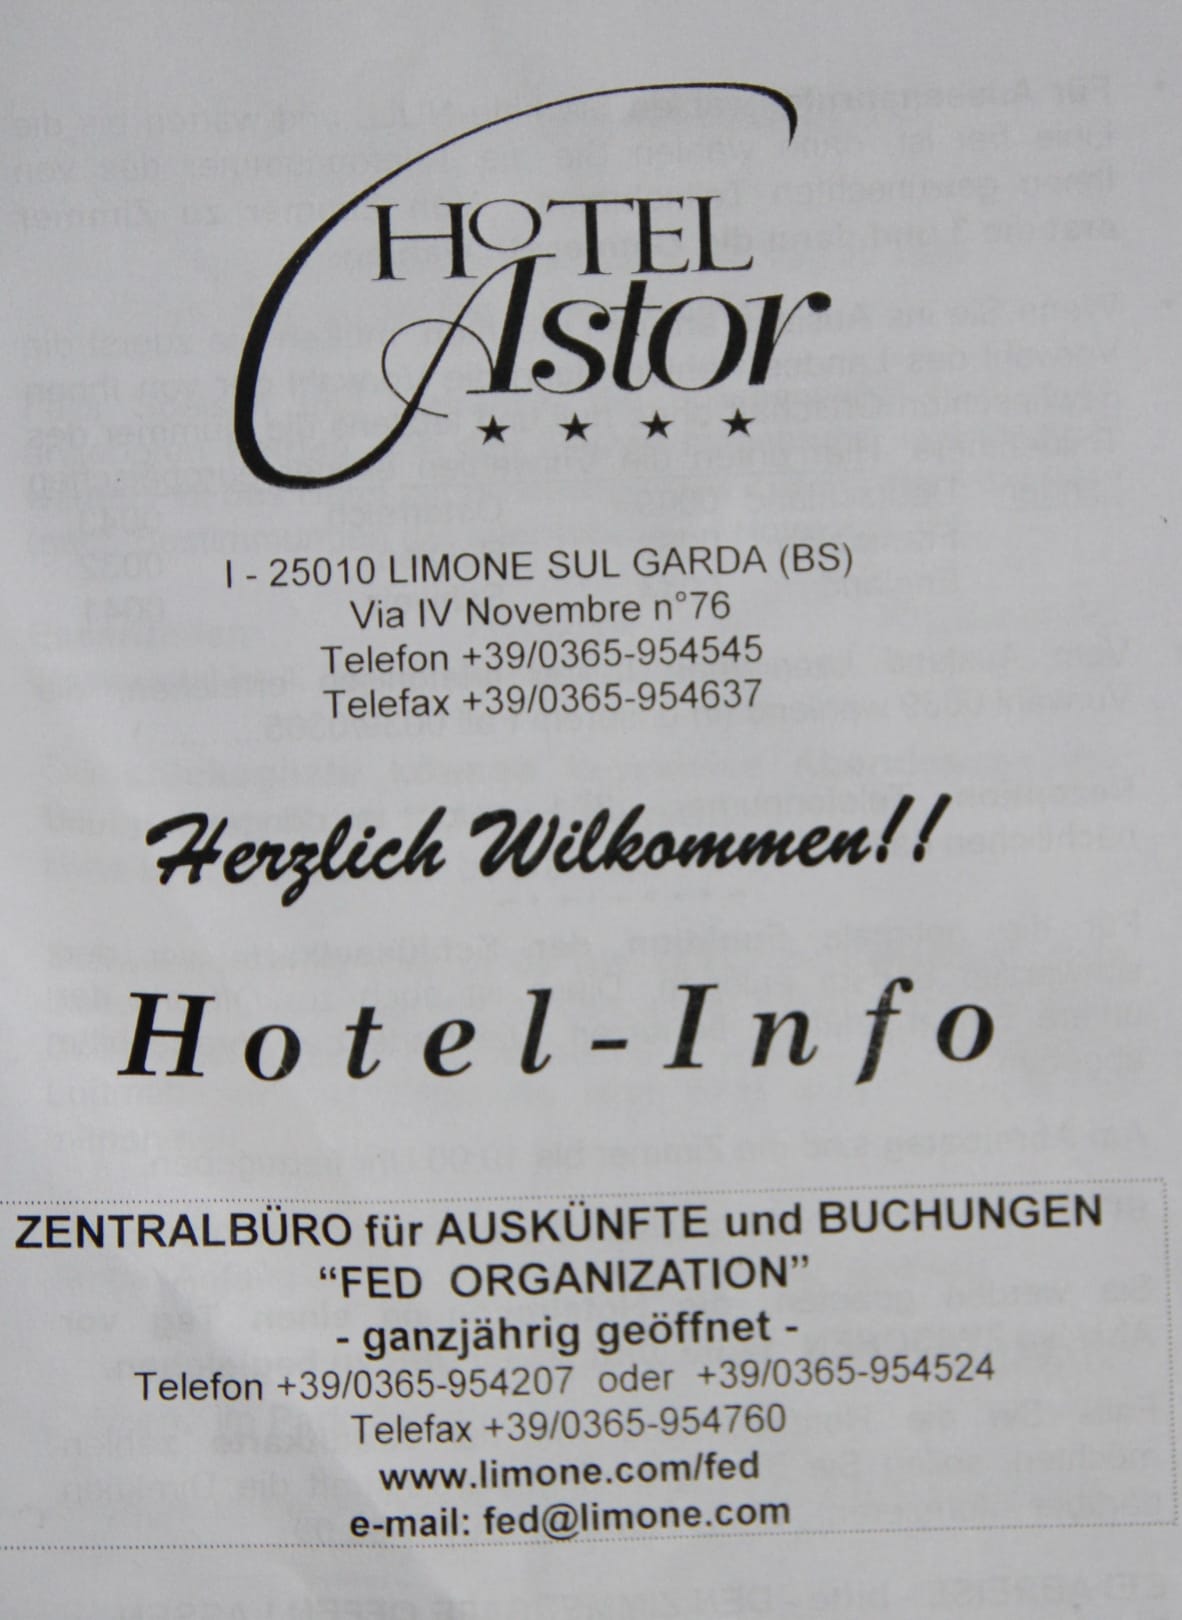 HOTEL
Astor
★ ★ ★ ★
I - 25010 LIMONE SUL GARDA (BS)
Via IV Novembre n°76
Telefon +39/0365-954545
Telefax +39/0365-954637
Herzlich Wilkommen!!
Hotel-Info
ZENTRALBÜRO für AUSKÜNFTE und BUCHUNGEN
“FED ORGANIZATION”
- ganzjährig geöffnet -
Telefon +39/0365-954207 oder +39/0365-954524
Telefax +39/0365-954760
www.limone.com/fed
e-mail: fed@limone.com